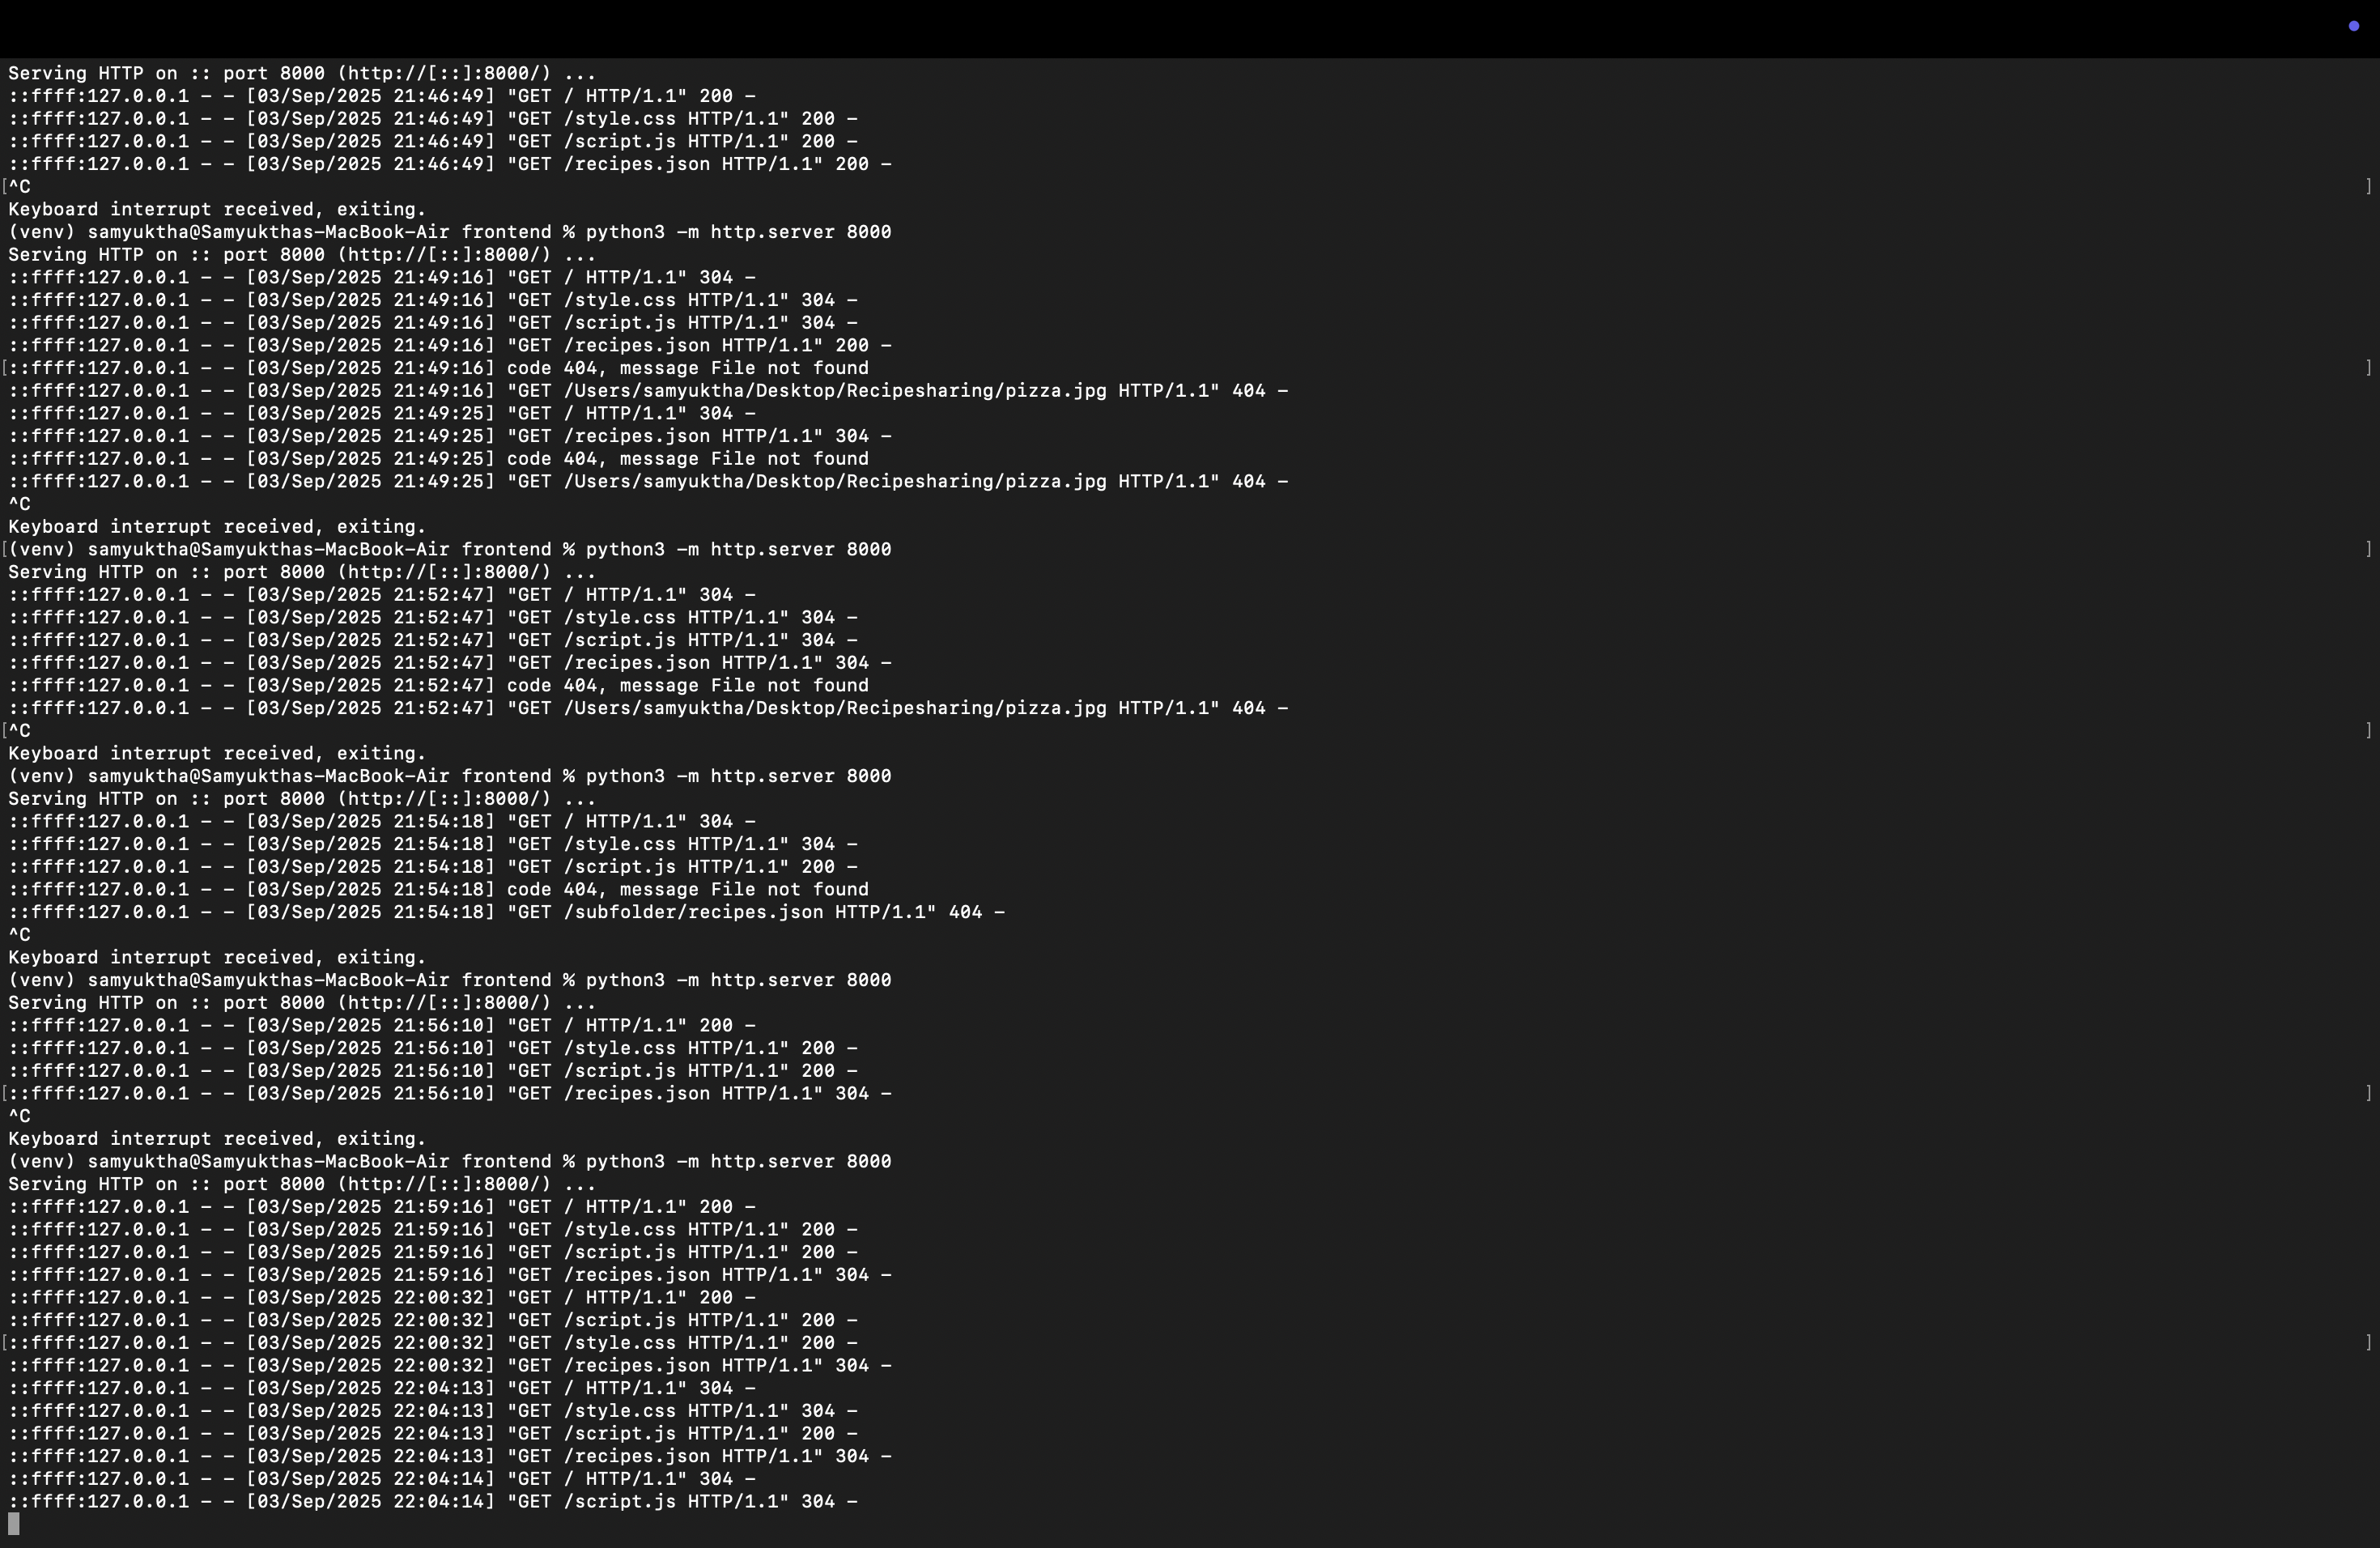 Serving HTTP on :: port 8000 (http://[::]:8000/) ...
::ffff:127.0.0.1 - - [03/Sep/2025 21:46:49] "GET / HTTP/1.1" 200 -
::ffff:127.0.0.1 - - [03/Sep/2025 21:46:49] "GET /style.css HTTP/1.1" 200 -
::ffff:127.0.0.1 - - [03/Sep/2025 21:46:49] "GET /script.js HTTP/1.1" 200 -
::ffff:127.0.0.1 - - [03/Sep/2025 21:46:49] "GET /recipes.json HTTP/1.1" 200 -
[^C ]
Keyboard interrupt received, exiting.
(venv) samyuktha@Samyukthas-MacBook-Air frontend % python3 -m http.server 8000
Serving HTTP on :: port 8000 (http://[::]:8000/) ...
::ffff:127.0.0.1 - - [03/Sep/2025 21:49:16] "GET / HTTP/1.1" 304 -
::ffff:127.0.0.1 - - [03/Sep/2025 21:49:16] "GET /style.css HTTP/1.1" 304 -
::ffff:127.0.0.1 - - [03/Sep/2025 21:49:16] "GET /script.js HTTP/1.1" 304 -
::ffff:127.0.0.1 - - [03/Sep/2025 21:49:16] "GET /recipes.json HTTP/1.1" 200 -
[::ffff:127.0.0.1 - - [03/Sep/2025 21:49:16] code 404, message File not found ]
::ffff:127.0.0.1 - - [03/Sep/2025 21:49:16] "GET /Users/samyuktha/Desktop/Recipesharing/pizza.jpg HTTP/1.1" 404 -
::ffff:127.0.0.1 - - [03/Sep/2025 21:49:25] "GET / HTTP/1.1" 304 -
::ffff:127.0.0.1 - - [03/Sep/2025 21:49:25] "GET /recipes.json HTTP/1.1" 304 -
::ffff:127.0.0.1 - - [03/Sep/2025 21:49:25] code 404, message File not found
::ffff:127.0.0.1 - - [03/Sep/2025 21:49:25] "GET /Users/samyuktha/Desktop/Recipesharing/pizza.jpg HTTP/1.1" 404 -
^C
Keyboard interrupt received, exiting.
[(venv) samyuktha@Samyukthas-MacBook-Air frontend % python3 -m http.server 8000 ]
Serving HTTP on :: port 8000 (http://[::]:8000/) ...
::ffff:127.0.0.1 - - [03/Sep/2025 21:52:47] "GET / HTTP/1.1" 304 -
::ffff:127.0.0.1 - - [03/Sep/2025 21:52:47] "GET /style.css HTTP/1.1" 304 -
::ffff:127.0.0.1 - - [03/Sep/2025 21:52:47] "GET /script.js HTTP/1.1" 304 -
::ffff:127.0.0.1 - - [03/Sep/2025 21:52:47] "GET /recipes.json HTTP/1.1" 304 -
::ffff:127.0.0.1 - - [03/Sep/2025 21:52:47] code 404, message File not found
::ffff:127.0.0.1 - - [03/Sep/2025 21:52:47] "GET /Users/samyuktha/Desktop/Recipesharing/pizza.jpg HTTP/1.1" 404 -
[^C ]
Keyboard interrupt received, exiting.
(venv) samyuktha@Samyukthas-MacBook-Air frontend % python3 -m http.server 8000
Serving HTTP on :: port 8000 (http://[::]:8000/) ...
::ffff:127.0.0.1 - - [03/Sep/2025 21:54:18] "GET / HTTP/1.1" 304 -
::ffff:127.0.0.1 - - [03/Sep/2025 21:54:18] "GET /style.css HTTP/1.1" 304 -
::ffff:127.0.0.1 - - [03/Sep/2025 21:54:18] "GET /script.js HTTP/1.1" 200 -
::ffff:127.0.0.1 - - [03/Sep/2025 21:54:18] code 404, message File not found
::ffff:127.0.0.1 - - [03/Sep/2025 21:54:18] "GET /subfolder/recipes.json HTTP/1.1" 404 -
^C
Keyboard interrupt received, exiting.
(venv) samyuktha@Samyukthas-MacBook-Air frontend % python3 -m http.server 8000
Serving HTTP on :: port 8000 (http://[::]:8000/) ...
::ffff:127.0.0.1 - - [03/Sep/2025 21:56:10] "GET / HTTP/1.1" 200 -
::ffff:127.0.0.1 - - [03/Sep/2025 21:56:10] "GET /style.css HTTP/1.1" 200 -
::ffff:127.0.0.1 - - [03/Sep/2025 21:56:10] "GET /script.js HTTP/1.1" 200 -
[::ffff:127.0.0.1 - - [03/Sep/2025 21:56:10] "GET /recipes.json HTTP/1.1" 304 - ]
^C
Keyboard interrupt received, exiting.
(venv) samyuktha@Samyukthas-MacBook-Air frontend % python3 -m http.server 8000
Serving HTTP on :: port 8000 (http://[::]:8000/) ...
::ffff:127.0.0.1 - - [03/Sep/2025 21:59:16] "GET / HTTP/1.1" 200 -
::ffff:127.0.0.1 - - [03/Sep/2025 21:59:16] "GET /style.css HTTP/1.1" 200 -
::ffff:127.0.0.1 - - [03/Sep/2025 21:59:16] "GET /script.js HTTP/1.1" 200 -
::ffff:127.0.0.1 - - [03/Sep/2025 21:59:16] "GET /recipes.json HTTP/1.1" 304 -
::ffff:127.0.0.1 - - [03/Sep/2025 22:00:32] "GET / HTTP/1.1" 200 -
::ffff:127.0.0.1 - - [03/Sep/2025 22:00:32] "GET /script.js HTTP/1.1" 200 -
[::ffff:127.0.0.1 - - [03/Sep/2025 22:00:32] "GET /style.css HTTP/1.1" 200 - ]
::ffff:127.0.0.1 - - [03/Sep/2025 22:00:32] "GET /recipes.json HTTP/1.1" 304 -
::ffff:127.0.0.1 - - [03/Sep/2025 22:04:13] "GET / HTTP/1.1" 304 -
::ffff:127.0.0.1 - - [03/Sep/2025 22:04:13] "GET /style.css HTTP/1.1" 304 -
::ffff:127.0.0.1 - - [03/Sep/2025 22:04:13] "GET /script.js HTTP/1.1" 200 -
::ffff:127.0.0.1 - - [03/Sep/2025 22:04:13] "GET /recipes.json HTTP/1.1" 304 -
::ffff:127.0.0.1 - - [03/Sep/2025 22:04:14] "GET / HTTP/1.1" 304 -
::ffff:127.0.0.1 - - [03/Sep/2025 22:04:14] "GET /script.js HTTP/1.1" 304 -